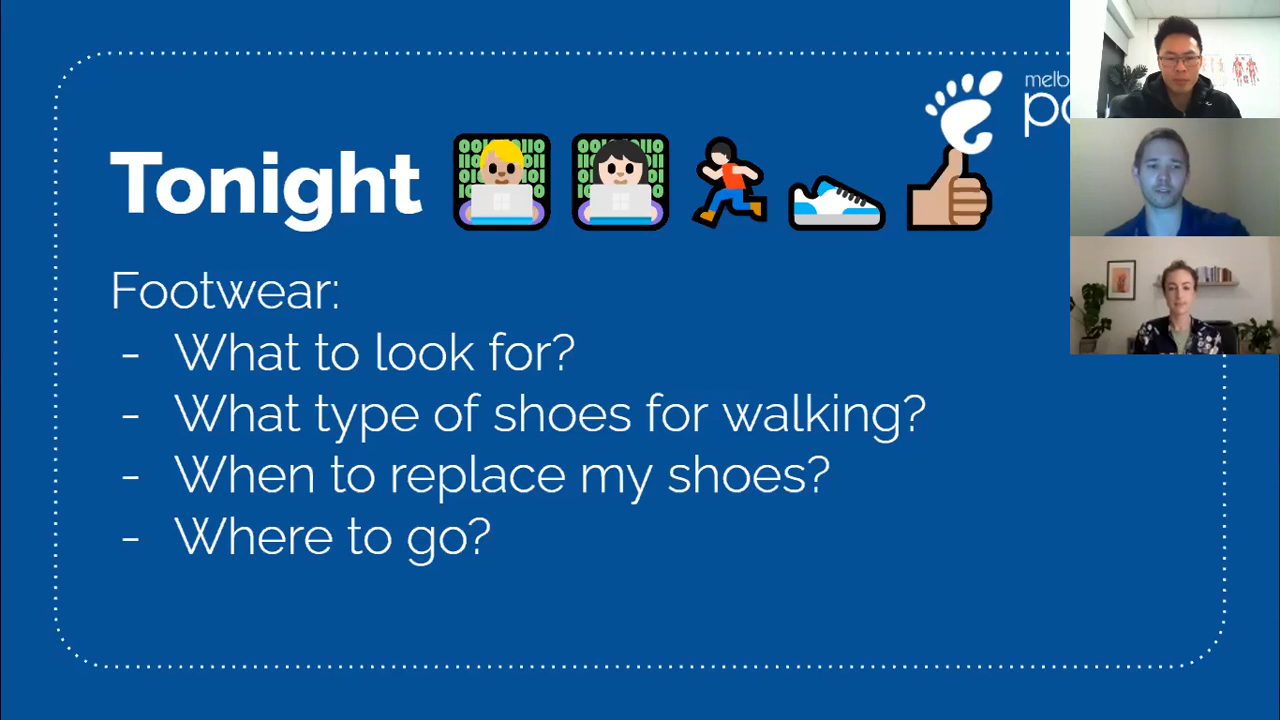 Tonight
Footwear:
- What to look for?
- What type of shoes for walking?
- When to replace my shoes?
- Where to go?